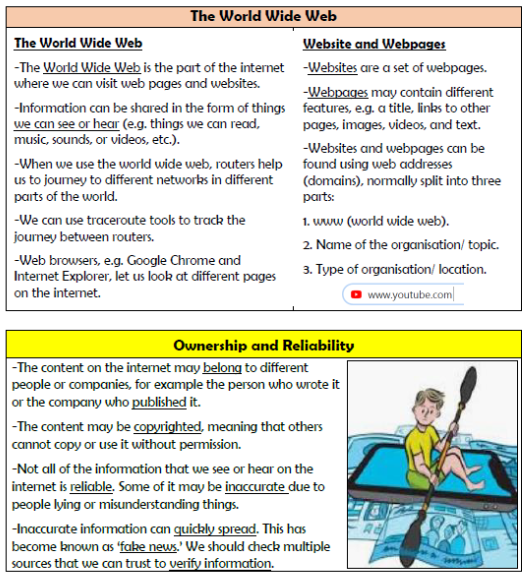 The World Wide Web
The World Wide Web
-The World Wide Web is the part of the internet
where we can visit web pages and websites.
-Information can be shared in the form of things
we can see or hear (e.g. things we can read,
music, sounds, or videos, etc.).
-When we use the world wide web, routers help
us to journey to different networks in different
parts of the world.
-We can use traceroute tools to track the
journey between routers.
-Web browsers, e.g. Google Chrome and
Internet Explorer, let us look at different pages
on the internet.
Website and Webpages
-Websites are a set of webpages.
-Webpages may contain different
features, e.g. a title, links to other
pages, images, videos, and text.
-Websites and webpages can be
found using web addresses
(domains), normally split into three
parts:
1. www (world wide web).
2. Name of the organisation/ topic.
3. Type of organisation/ location.
www.youtube.com
Ownership and Reliability
-The content on the internet may belong to different
people or companies, for example the person who wrote it
or the company who published it.
-The content may be copyrighted, meaning that others
cannot copy or use it without permission.
-Not all of the information that we see or hear on the
internet is reliable. Some of it may be inaccurate due to
people lying or misunderstanding things.
-Inaccurate information can quickly spread. This has
become known as ‘fake news.’ We should check multiple
sources that we can trust to verify information.